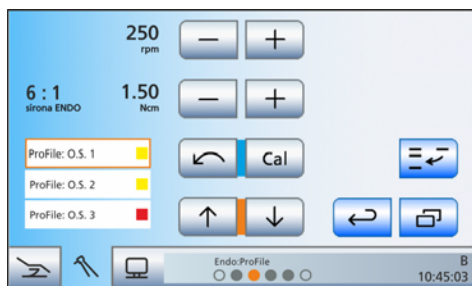 250
rpm
6 : 1
sirona ENDO
1.50
Ncm
ProFile: O.S. 1
Cal
ProFile: O.S. 2
ProFile: O.S. 3
Endo:ProFile
B
10:45:03